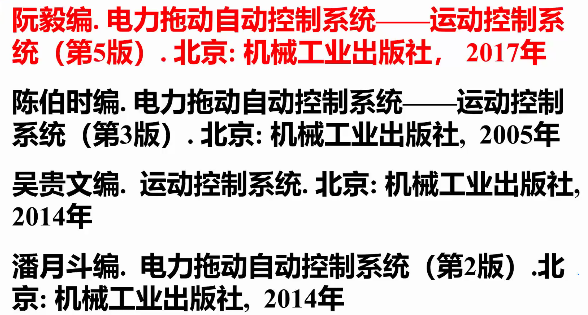 阮毅编. 电力拖动自动控制系统——运动控制系
统（第5版）. 北京: 机械工业出版社， 2017年
陈伯时编. 电力拖动自动控制系统——运动控制
系统（第3版）. 北京: 机械工业出版社, 2005年
吴贵文编. 运动控制系统. 北京: 机械工业出版社,
2014年
潘月斗编. 电力拖动自动控制系统（第2版）.北
京: 机械工业出版社, 2014年